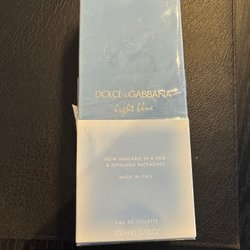 DOLCE & GABBANA
light blue
NOW AVAILABLE IN A NEW
& REFILLABLE PACKAGING
MADE IN ITALY
EAU DE TOILETTE